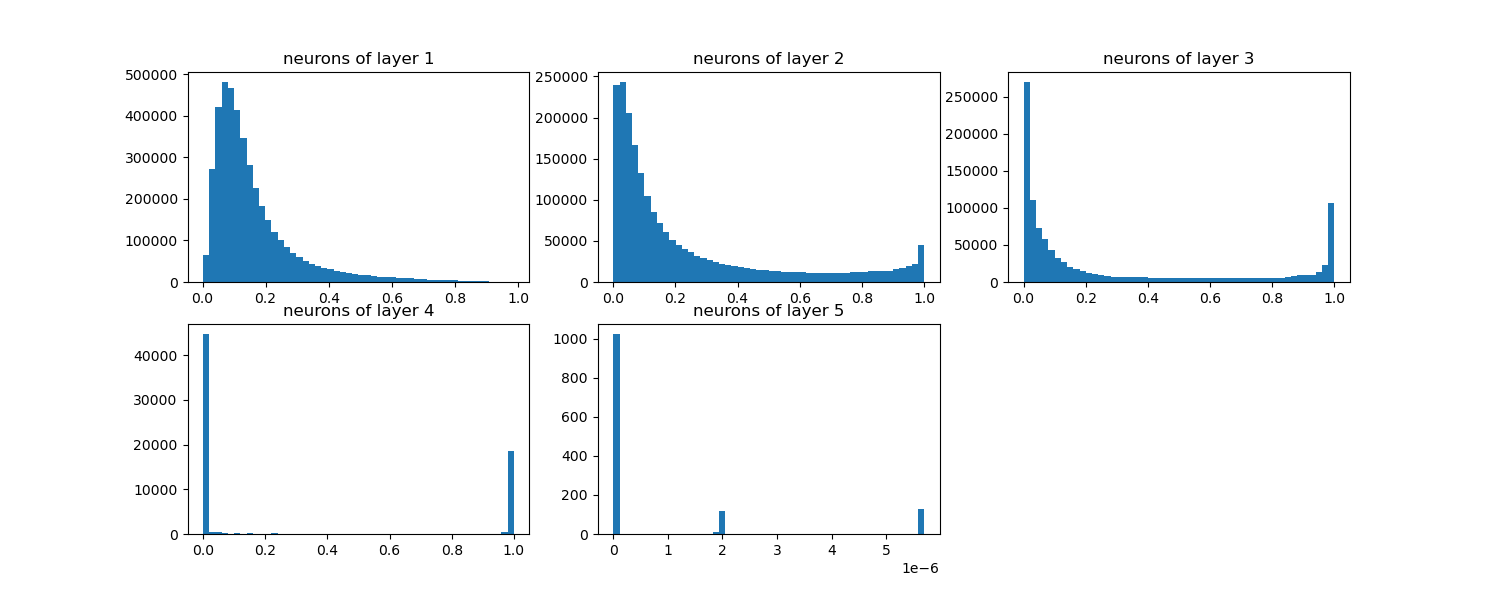 neurons of layer 1
500000
400000
300000
200000
100000
0
0.0 0.2 0.4 0.6 0.8 1.0
neurons of layer 2
250000
200000
150000
100000
50000
0
0.0 0.2 0.4 0.6 0.8 1.0
neurons of layer 3
250000
200000
150000
100000
50000
0
0.0 0.2 0.4 0.6 0.8 1.0
neurons of layer 4
40000
30000
20000
10000
0
0.0 0.2 0.4 0.6 0.8 1.0
neurons of layer 5
1000
800
600
400
200
0
0 1 2 3 4 5
1e−6